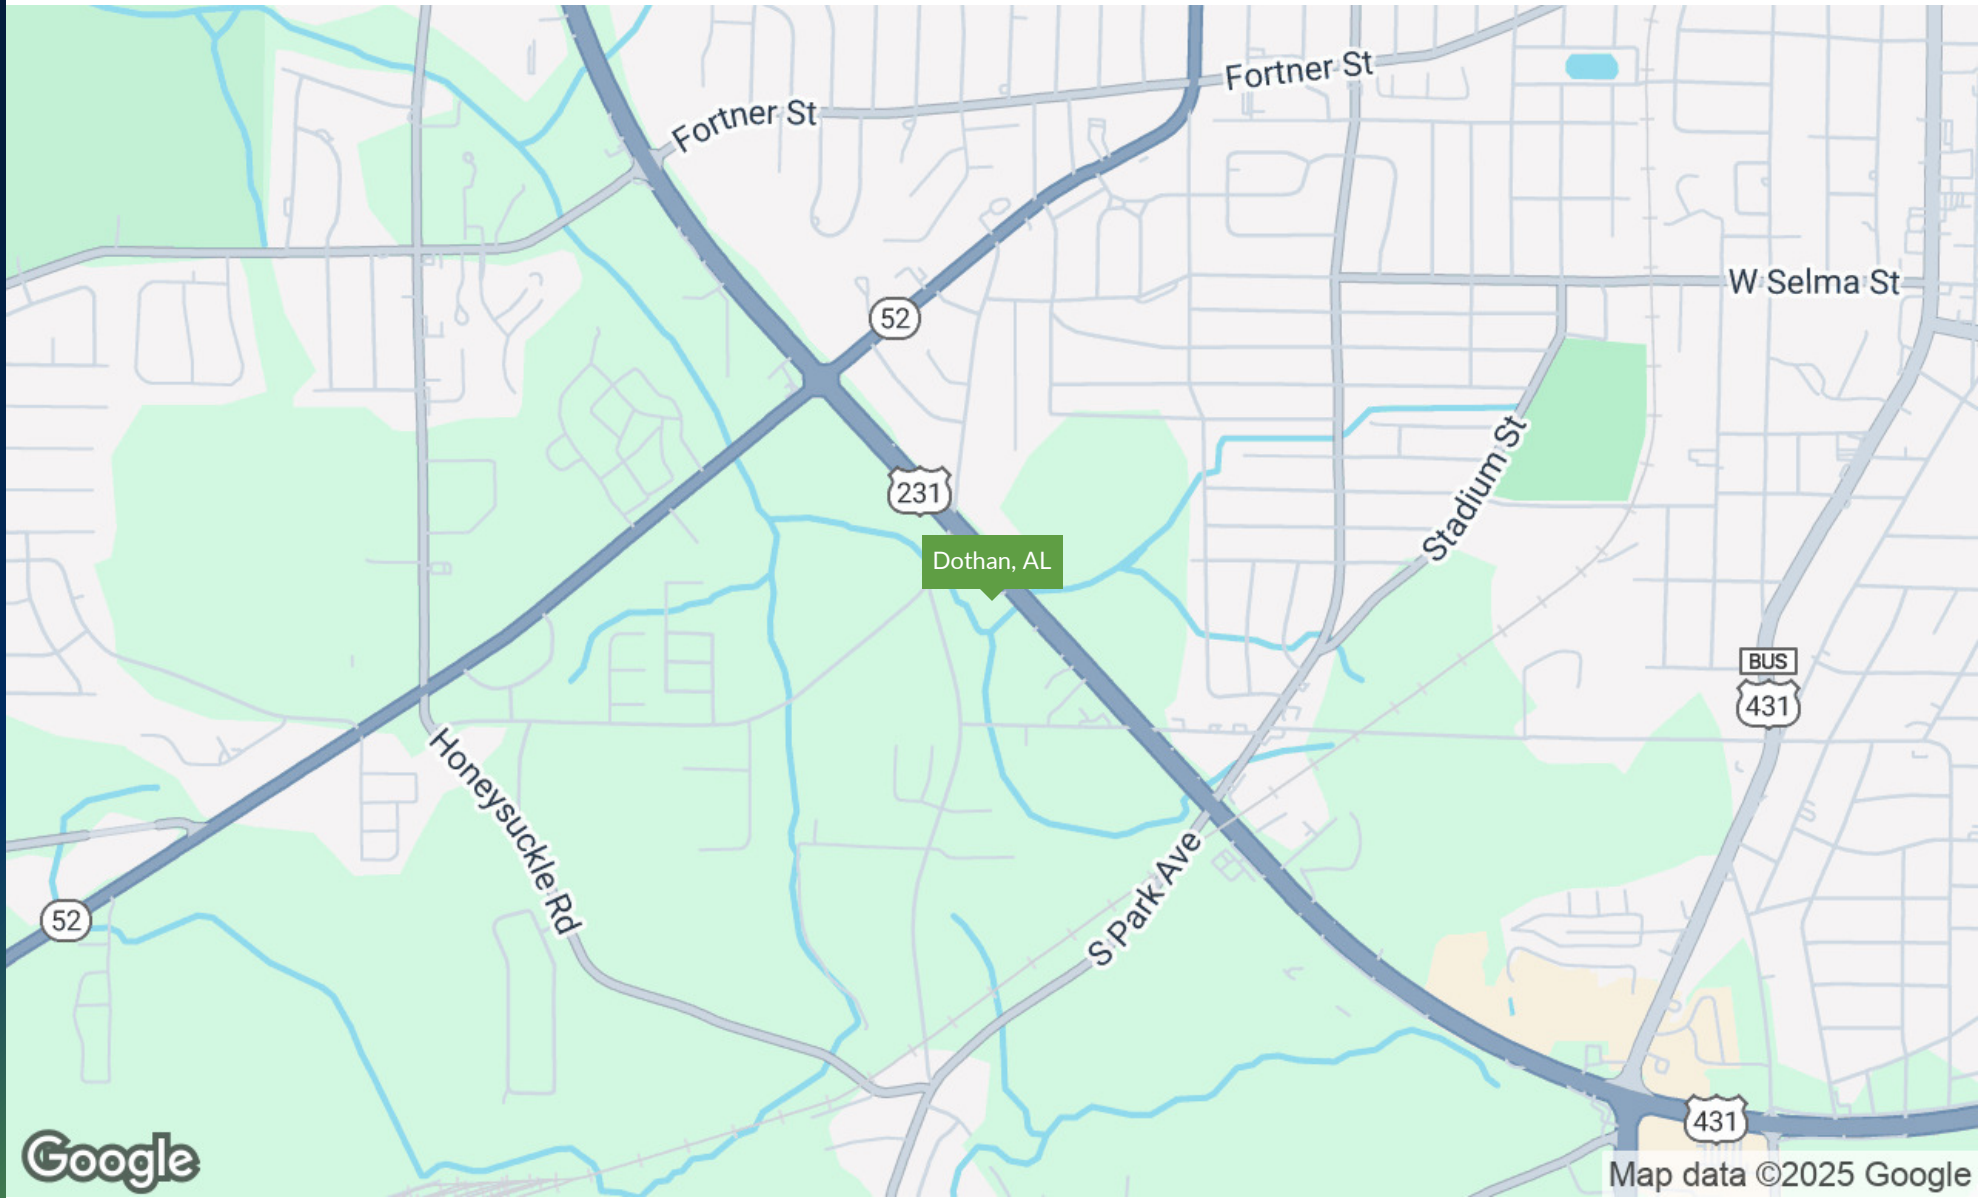 Fortner St
Fortner St
W Selma St
52
231
Stadium St
Dothan, AL
BUS
431
Honeysuckle Rd
S Park Ave
52
431
Google
Map data ©2025 Google